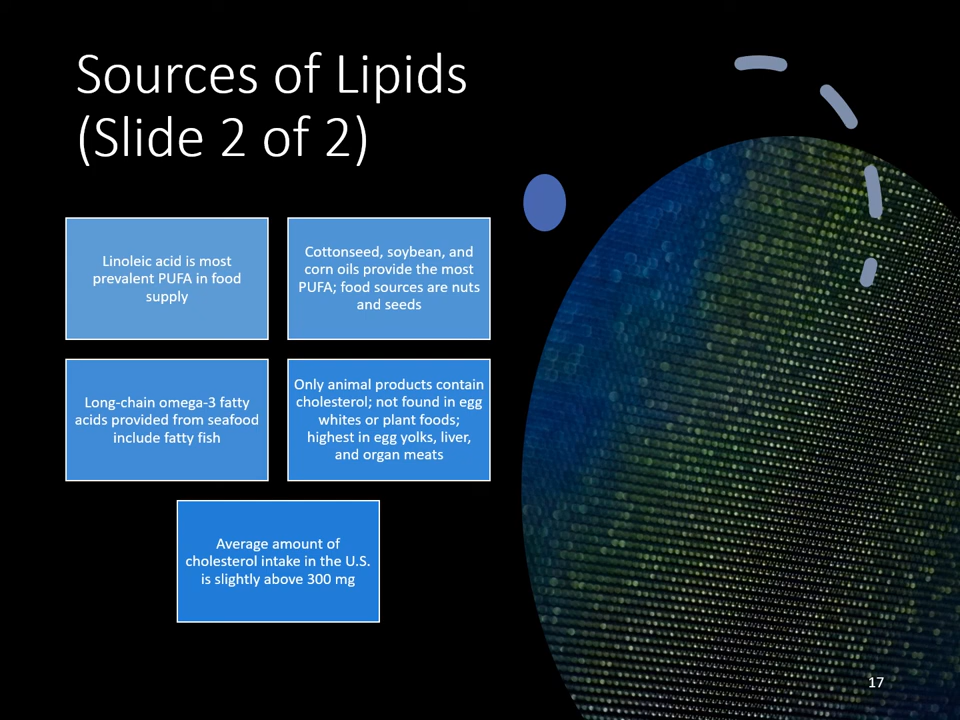 Sources of Lipids
(Slide 2 of 2)
Linoleic acid is most
prevalent PUFA in food
supply
Cottonseed, soybean, and
corn oils provide the most
PUFA; food sources are nuts
and seeds
Long-chain omega-3 fatty
acids provided from seafood
include fatty fish
Only animal products contain
cholesterol; not found in egg
whites or plant foods;
highest in egg yolks, liver,
and organ meats
Average amount of
cholesterol intake in the U.S.
is slightly above 300 mg
17